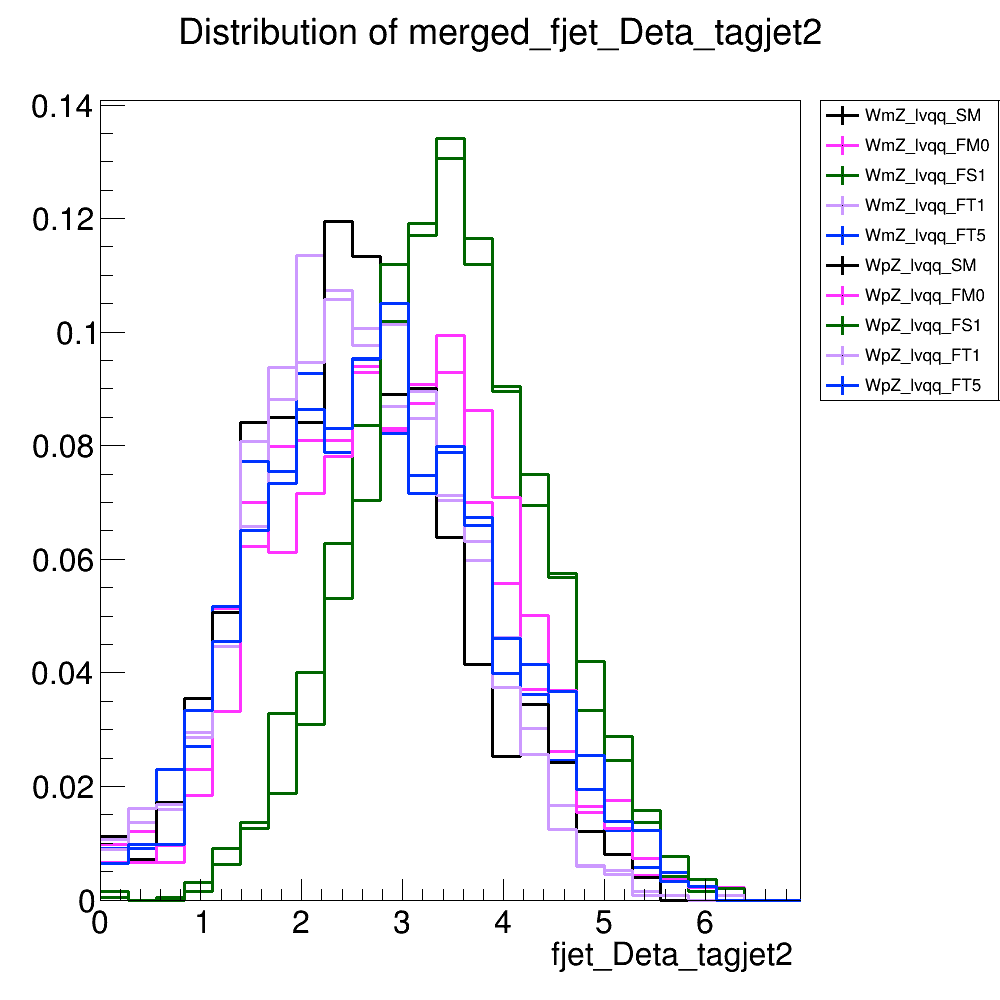 Distribution of merged_fjet_Deta_tagjet2
0.14
0.12
0.1
0.08
0.06
0.04
0.02
0
0 1 2 3 4 5 6
fjet_Deta_tagjet2
WmZ_lvqq_SM
WmZ_lvqq_FM0
WmZ_lvqq_FS1
WmZ_lvqq_FT1
WmZ_lvqq_FT5
WpZ_lvqq_SM
WpZ_lvqq_FM0
WpZ_lvqq_FS1
WpZ_lvqq_FT1
WpZ_lvqq_FT5